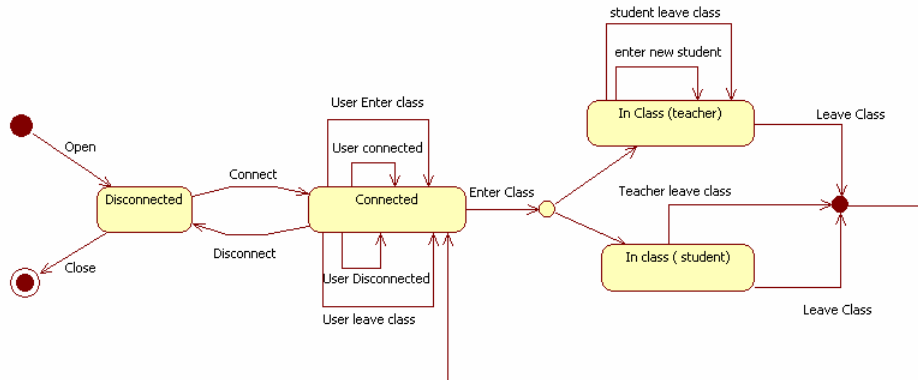 student leave class
enter new student
User Enter class
In Class (teacher)
Leave Class
User connected
Open
Connect
Enter Class
Teacher leave class
Disconnected
Connected
Disconnect
In class ( student)
Close
User Disconnected
User leave class
Leave Class